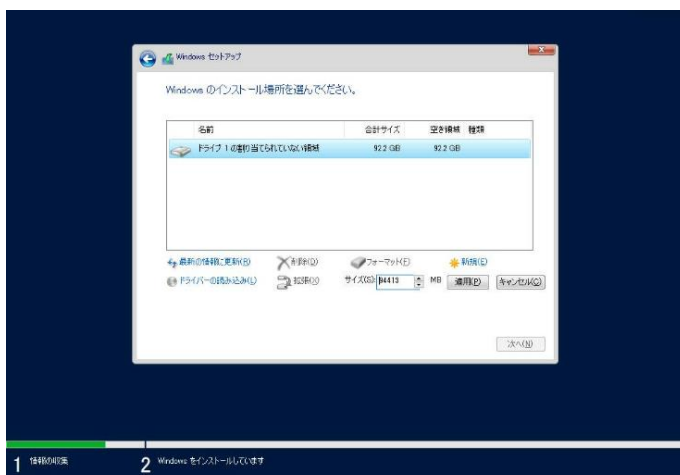 Windows セットアップ
Windows のインストール場所を選んでください。
名前 合計サイズ 空き領域 種類
ドライブ 1 の割り当てられていない領域 92.2 GB 92.2 GB
最新の情報に更新(R) 削除(D) フォーマット(F) 新規(E)
ドライバーの読み込み(L) 拡張(X) サイズ(S): 94413 MB 適用(P) キャンセル(C)
次へ(N)
1 情報の収集 2 Windows をインストールしています